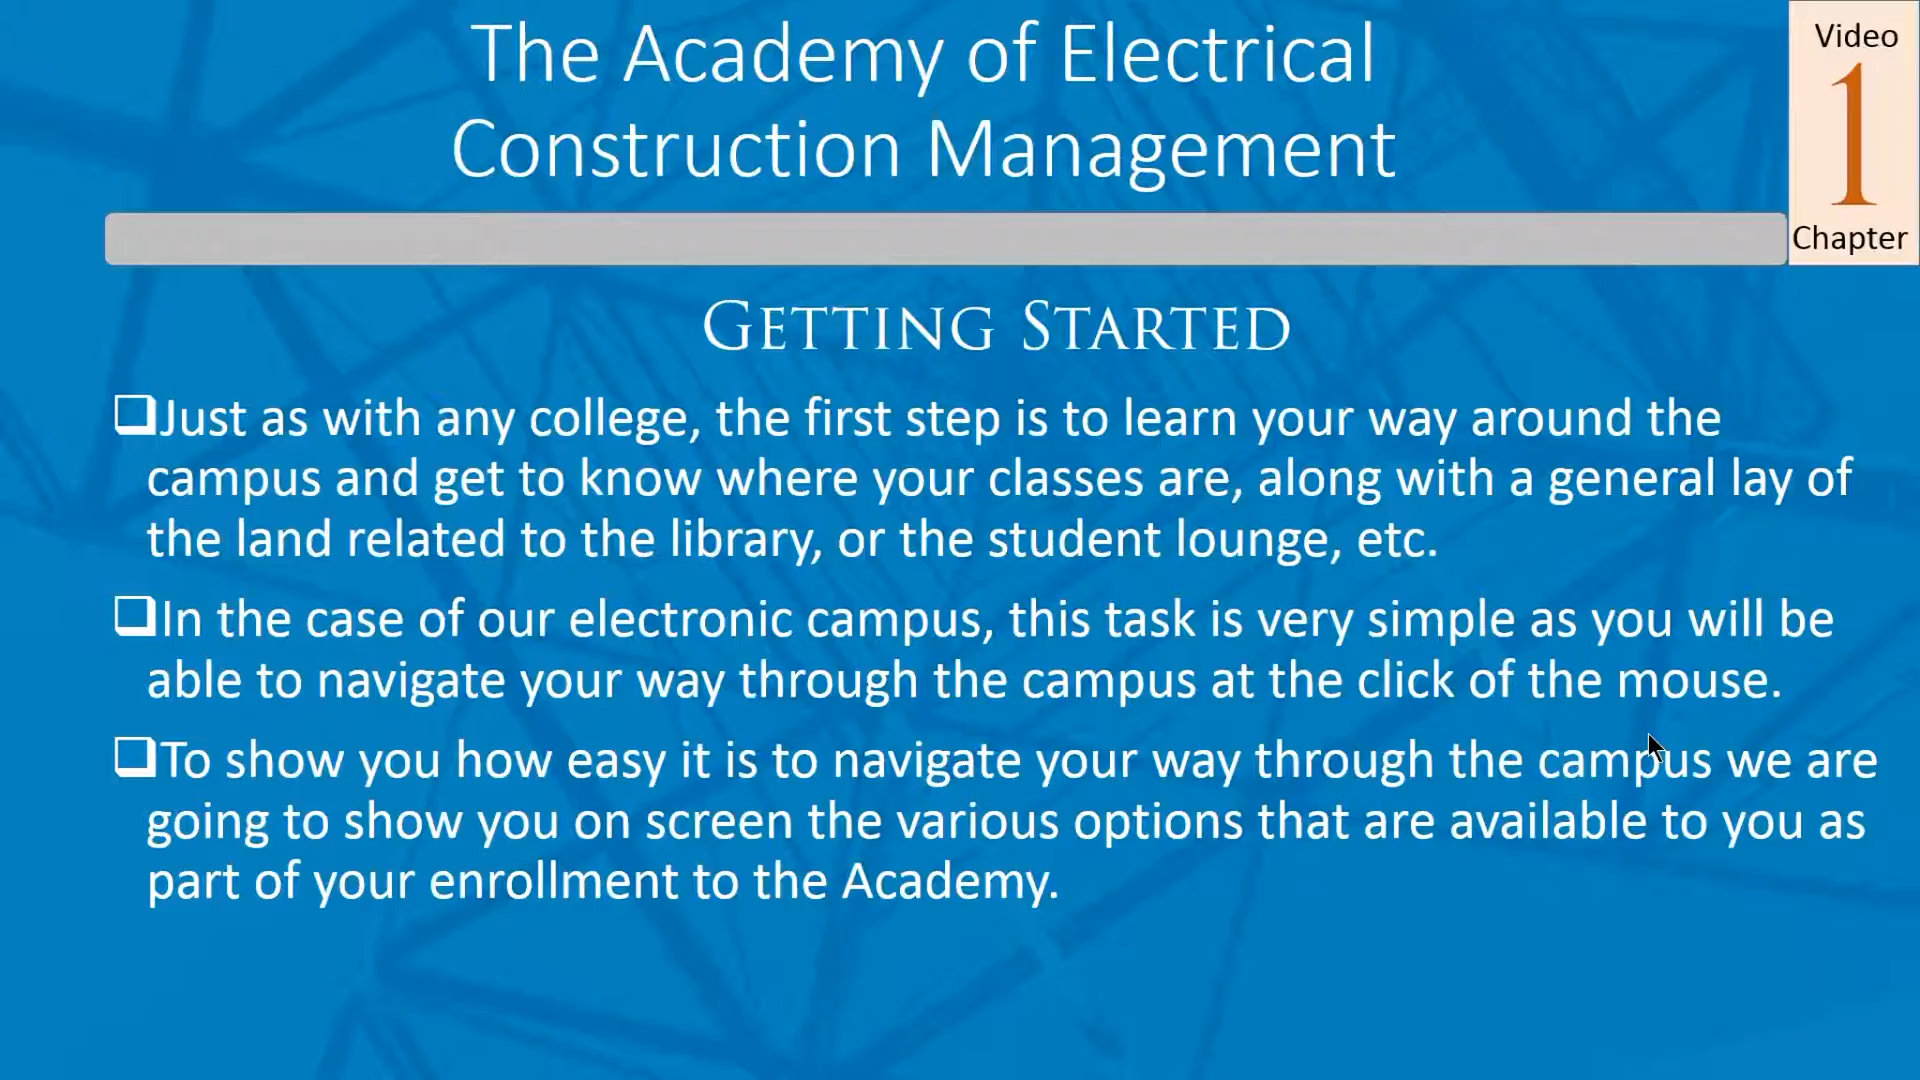 The Academy of Electrical
Construction Management
Video
1
Chapter
Getting Started
❑Just as with any college, the first step is to learn your way around the
campus and get to know where your classes are, along with a general lay of
the land related to the library, or the student lounge, etc.
❑In the case of our electronic campus, this task is very simple as you will be
able to navigate your way through the campus at the click of the mouse.
❑To show you how easy it is to navigate your way through the campus we are
going to show you on screen the various options that are available to you as
part of your enrollment to the Academy.